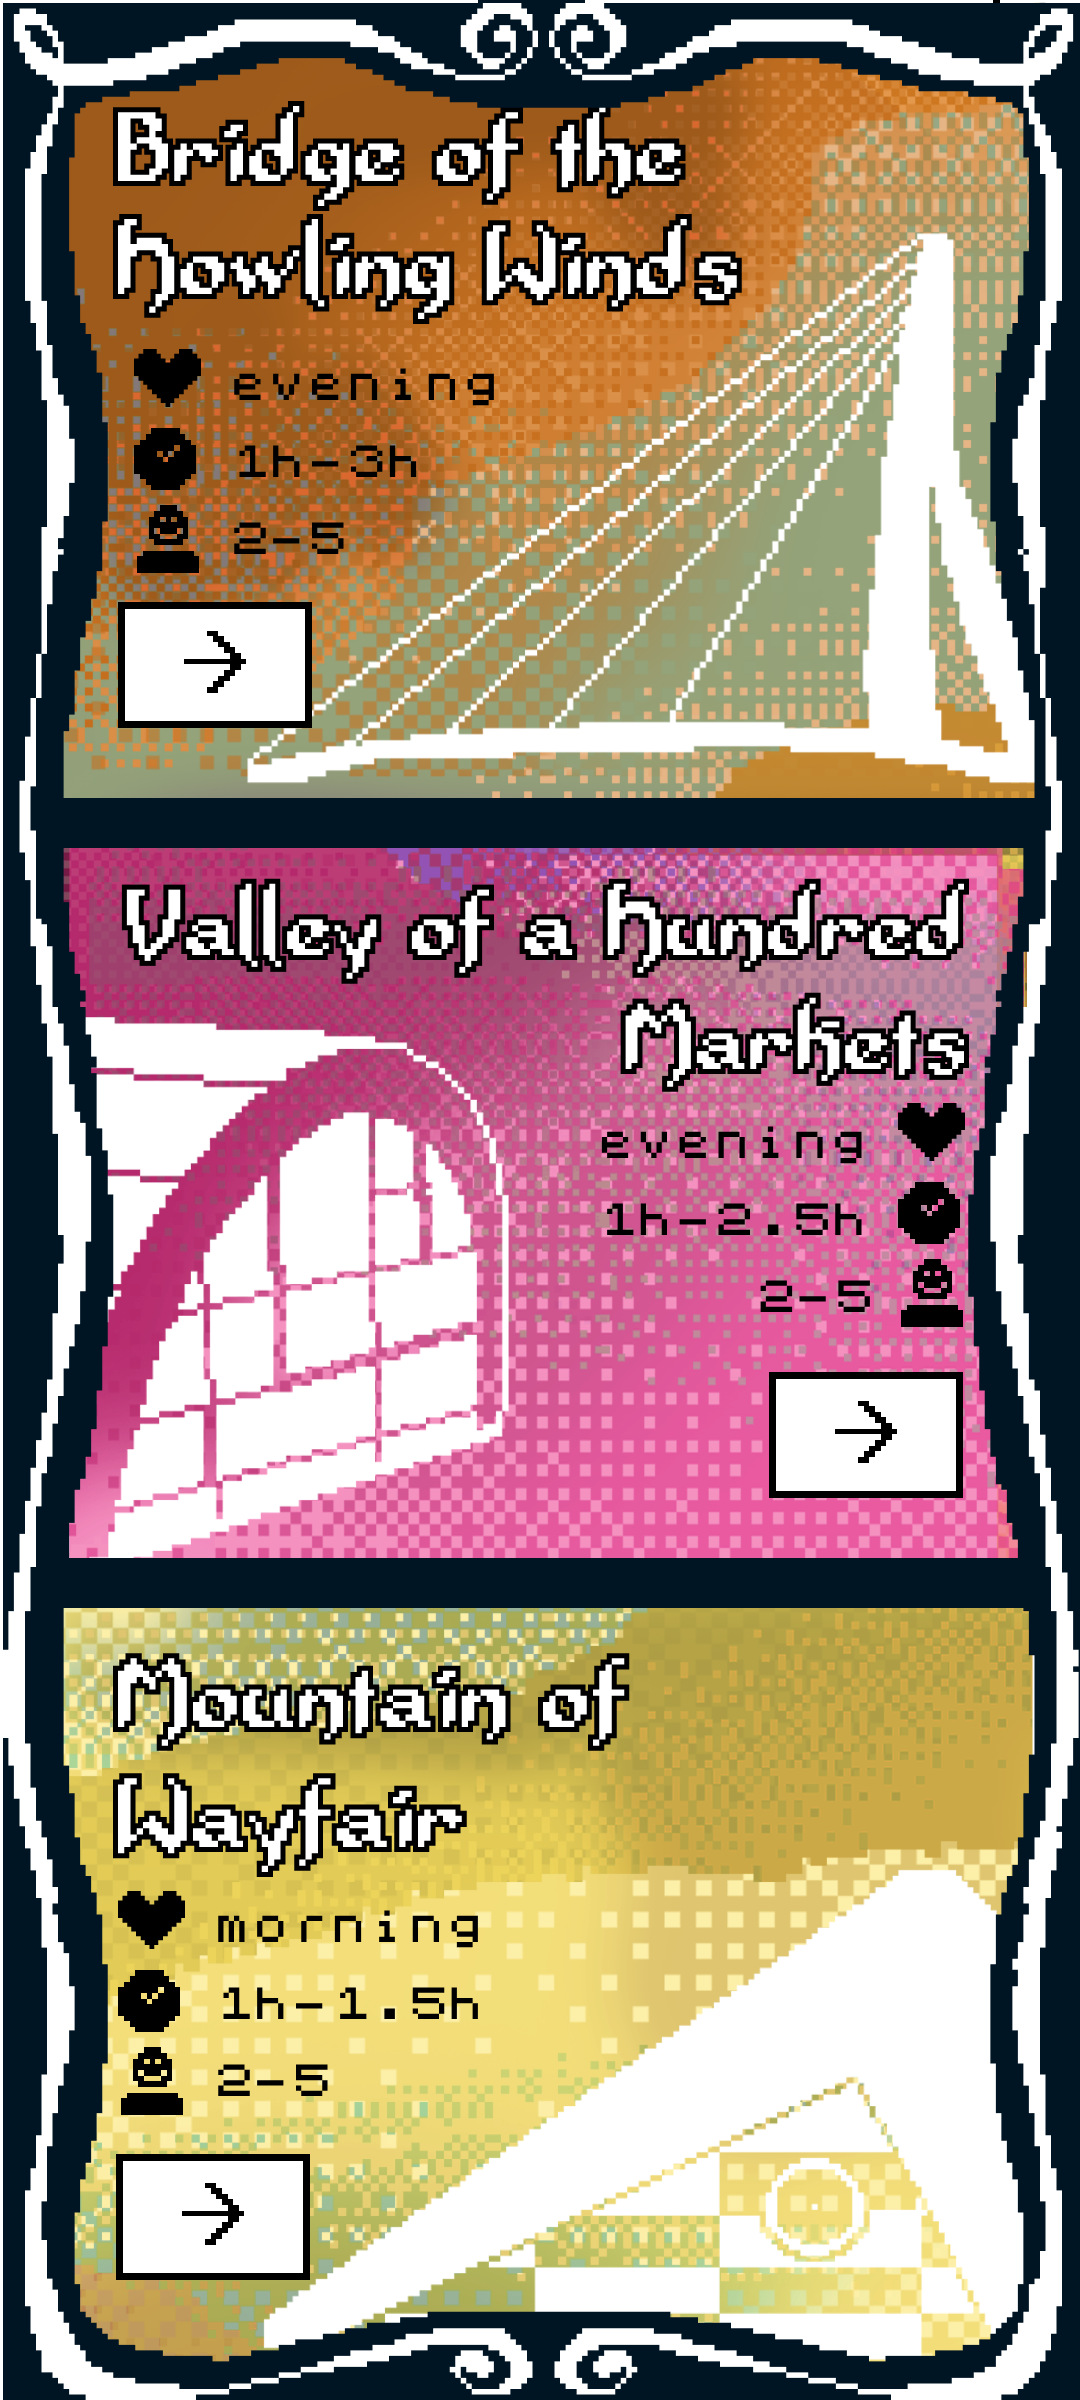 Bridge of the
Howling Winds
evening
1h-3h
2-5
Valley of a Hundred
Markets
evening
1h-2.5h
2-5
Mountain of
Wayfair
morning
1h-1.5h
2-5